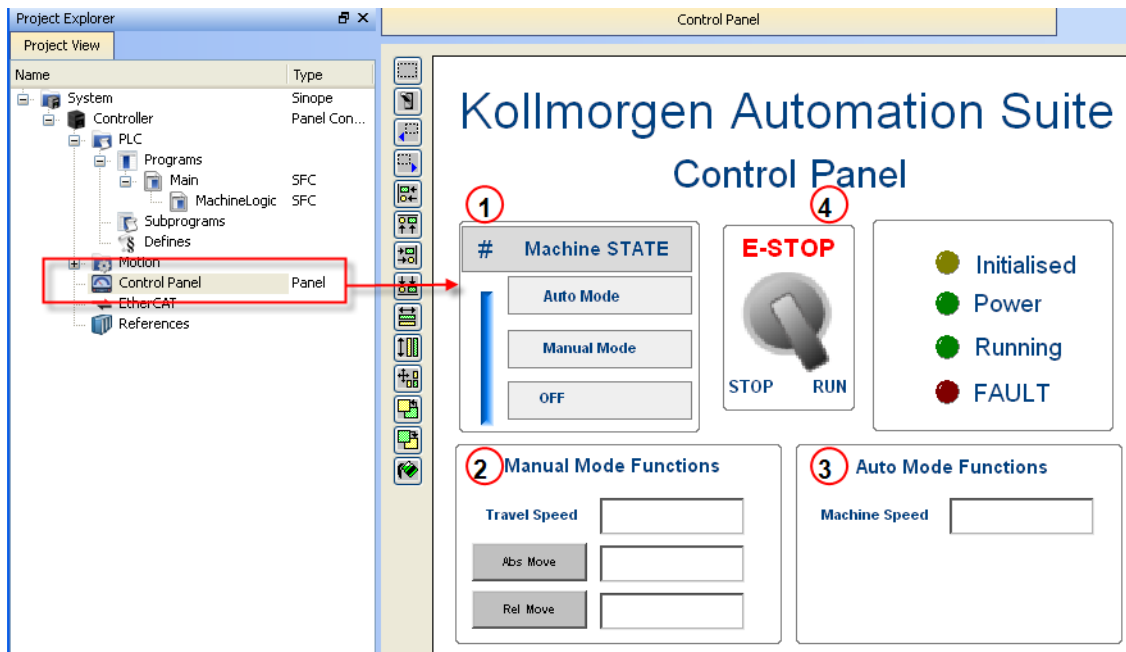 Project Explorer
Project View
Name Type
System Sinope
Controller Panel Con...
PLC
Programs
Main SFC
MachineLogic SFC
Subprograms
Defines
Motion
Control Panel Panel
EtherCAT
References
Control Panel
Kollmorgen Automation Suite
Control Panel
1
# Machine STATE
Auto Mode
Manual Mode
OFF
4
E-STOP
STOP RUN
Initialised
Power
Running
FAULT
2 Manual Mode Functions
Travel Speed
Abs Move
Rel Move
3 Auto Mode Functions
Machine Speed